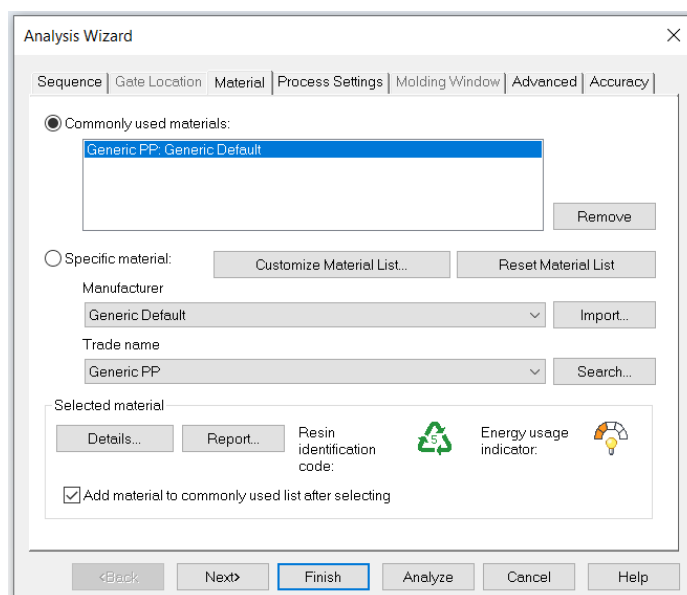 Analysis Wizard
Sequence
Gate Location
Material
Process Settings
Molding Window
Advanced
Accuracy
Commonly used materials:
Generic PP: Generic Default
Remove
Specific material:
Customize Material List...
Reset Material List
Manufacturer
Generic Default
Import...
Trade name
Generic PP
Search...
Selected material
Details...
Report...
Resin
identification
code:
5
Energy usage
indicator:
Add material to commonly used list after selecting
<Back
Next>
Finish
Analyze
Cancel
Help